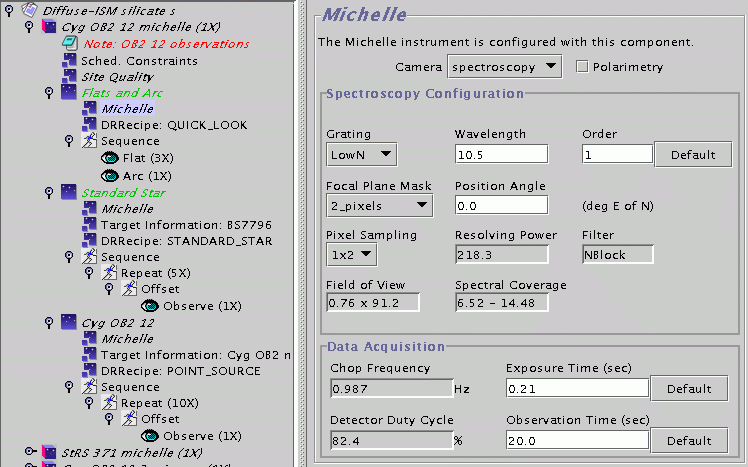 Diffuse-ISM silicate s
Cyg OB2 12 michelle (1X)
Note: OB2 12 observations
Sched. Constraints
Site Quality
Flats and Arc
Michelle
DRRecipe: QUICK_LOOK
Sequence
Flat (3X)
Arc (1X)
Standard Star
Michelle
Target Information: BS7796
DRRecipe: STANDARD_STAR
Sequence
Repeat (5X)
Offset
Observe (1X)
Cyg OB2 12
Michelle
Target Information: Cyg OB2 n
DRRecipe: POINT_SOURCE
Sequence
Repeat (10X)
Offset
Observe (1X)
StRS 371 michelle (1X)
Michelle
The Michelle instrument is configured with this component.
Camera spectroscopy Polarimetry
Spectroscopy Configuration
Grating Wavelength Order
LowN 10.5 1 Default
Focal Plane Mask Position Angle
2_pixels 0.0 (deg E of N)
Pixel Sampling Resolving Power Filter
1x2 218.3 NBlock
Field of View Spectral Coverage
0.76 x 91.2 6.52 - 14.48
Data Acquisition
Chop Frequency Exposure Time (sec)
0.987 Hz 0.21 Default
Detector Duty Cycle Observation Time (sec)
82.4 % 20.0 Default